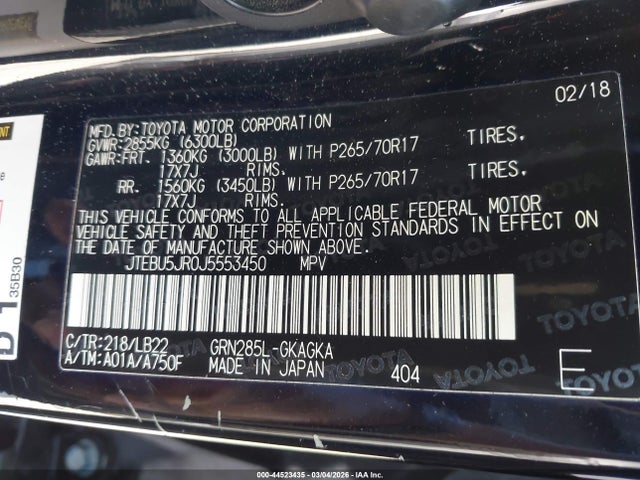 02/18
MFD.BY:TOYOTA MOTOR CORPORATION
GVWR:2855KG (6300LB)
GAWR:FRT. 1360KG (3000LB) WITH P265/70R17 TIRES.
17X7J RIMS.
RR. 1560KG (3450LB) WITH P265/70R17 TIRES.
17X7J RIMS.
THIS VEHICLE CONFORMS TO ALL APPLICABLE FEDERAL MOTOR
VEHICLE SAFETY AND THEFT PREVENTION STANDARDS IN EFFECT ON
THE DATE OF MANUFACTURE SHOWN ABOVE.
JTEBU5JR0J5553450 MPV
C/TR:218/LB22 GRN285L-GKAGKA
A/TM:A01A/A750F MADE IN JAPAN 404 E
35B30
TOYOTA
000-44523435 - 03/04/2026 - IAA Inc.